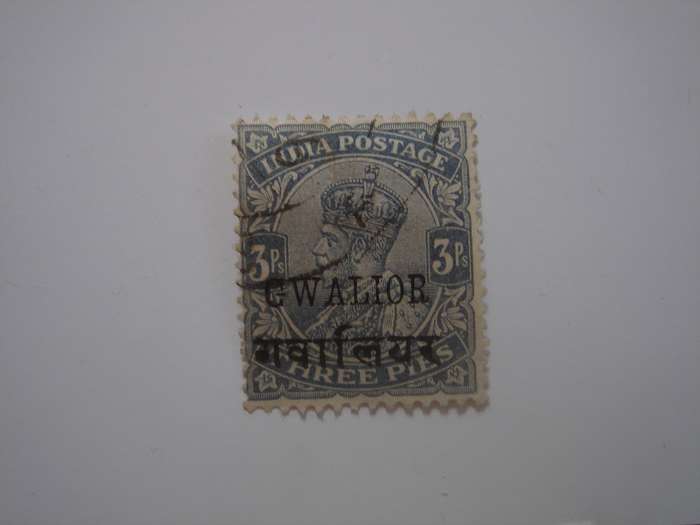 INDIA POSTAGE
3Ps 3Ps
GWALIOR
गवालियर
THREE PIES